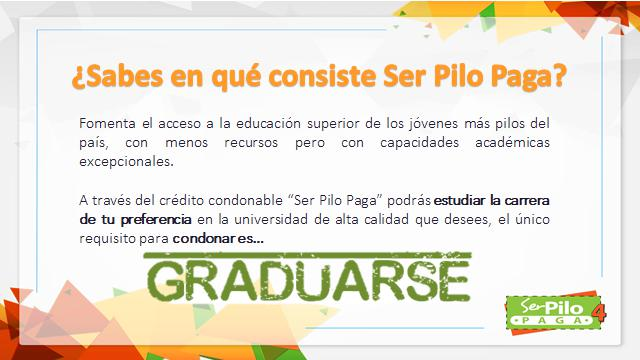 ¿Sabes en qué consiste Ser Pilo Paga?
Fomenta el acceso a la educación superior de los jóvenes más pilos del
país, con menos recursos pero con capacidades académicas
excepcionales.
A través del crédito condonable “Ser Pilo Paga” podrás estudiar la carrera
de tu preferencia en la universidad de alta calidad que desees, el único
requisito para condonar es...
GRADUARSE
Ser Pilo
PAGA 4